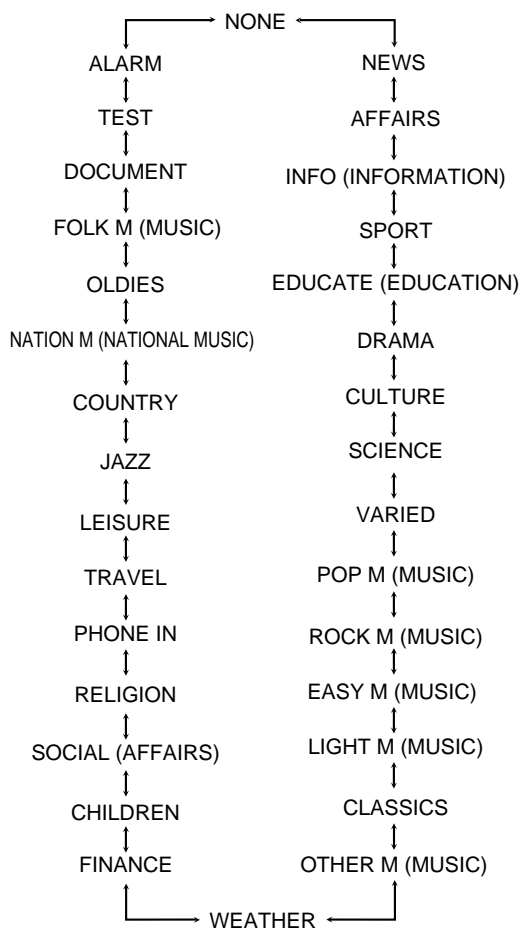 NONE
ALARM
TEST
DOCUMENT
FOLK M (MUSIC)
OLDIES
NATION M (NATIONAL MUSIC)
COUNTRY
JAZZ
LEISURE
TRAVEL
PHONE IN
RELIGION
SOCIAL (AFFAIRS)
CHILDREN
FINANCE
NEWS
AFFAIRS
INFO (INFORMATION)
SPORT
EDUCATE (EDUCATION)
DRAMA
CULTURE
SCIENCE
VARIED
POP M (MUSIC)
ROCK M (MUSIC)
EASY M (MUSIC)
LIGHT M (MUSIC)
CLASSICS
OTHER M (MUSIC)
WEATHER